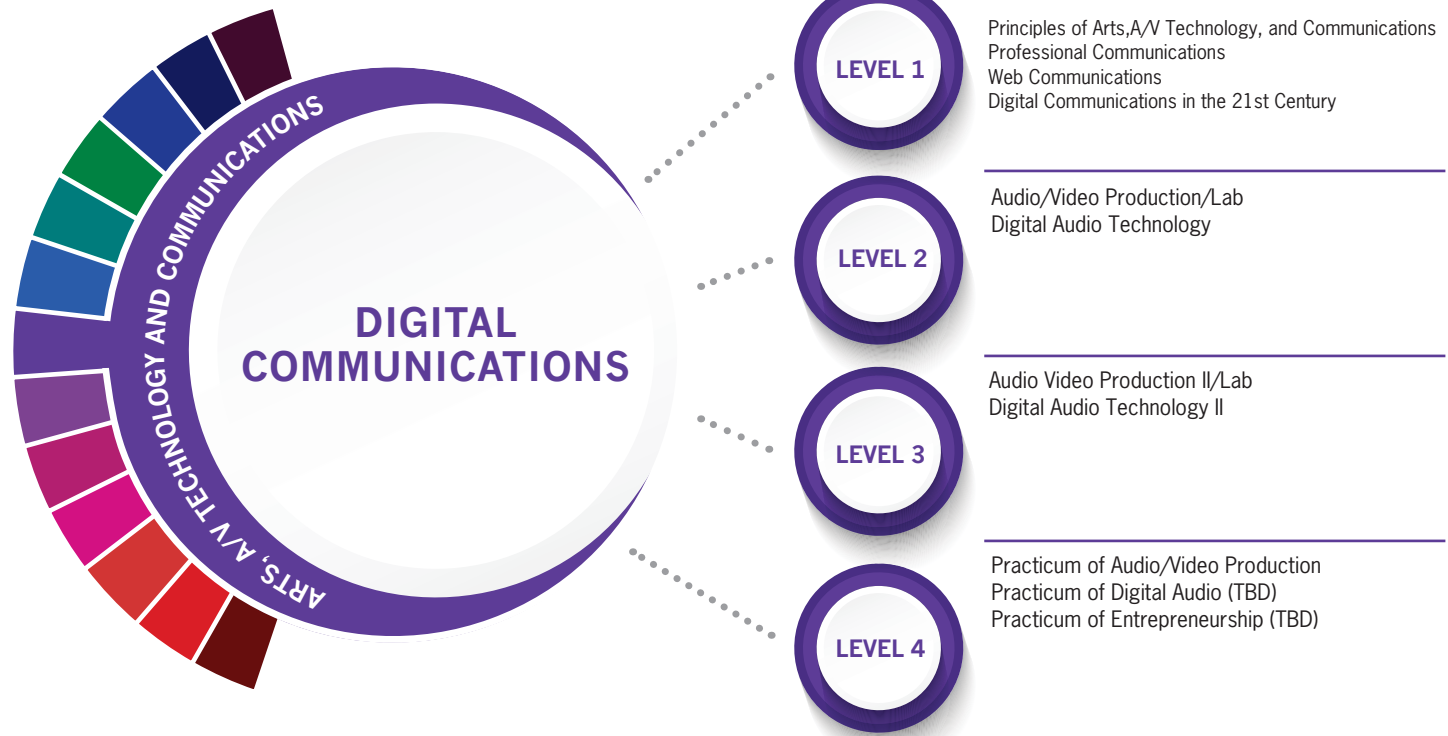 ARTS, A/V TECHNOLOGY AND COMMUNICATIONS
DIGITAL
COMMUNICATIONS
LEVEL 1
Principles of Arts,A/V Technology, and Communications
Professional Communications
Web Communications
Digital Communications in the 21st Century
LEVEL 2
Audio/Video Production/Lab
Digital Audio Technology
LEVEL 3
Audio Video Production II/Lab
Digital Audio Technology II
LEVEL 4
Practicum of Audio/Video Production
Practicum of Digital Audio (TBD)
Practicum of Entrepreneurship (TBD)